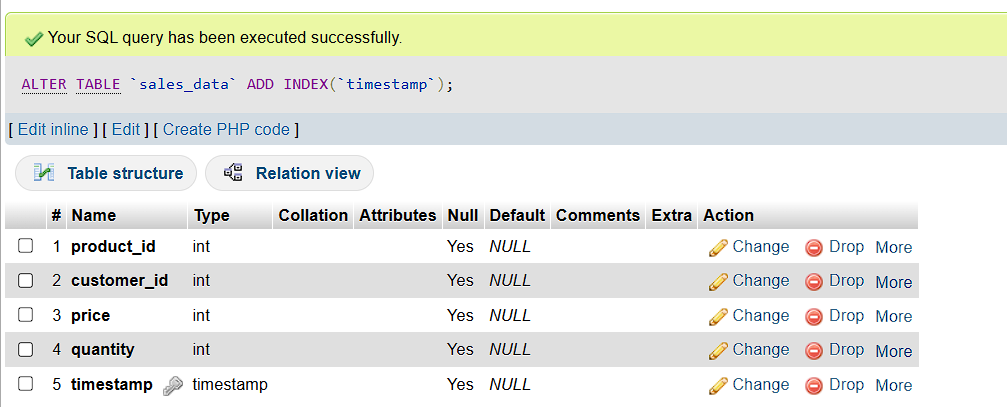 Your SQL query has been executed successfully.
ALTER TABLE `sales_data` ADD INDEX(`timestamp`);
[ Edit inline ] [ Edit ] [ Create PHP code ]
Table structure Relation view
# Name Type Collation Attributes Null Default Comments Extra Action
1 product_id int Yes NULL Change Drop More
2 customer_id int Yes NULL Change Drop More
3 price int Yes NULL Change Drop More
4 quantity int Yes NULL Change Drop More
5 timestamp timestamp Yes NULL Change Drop More